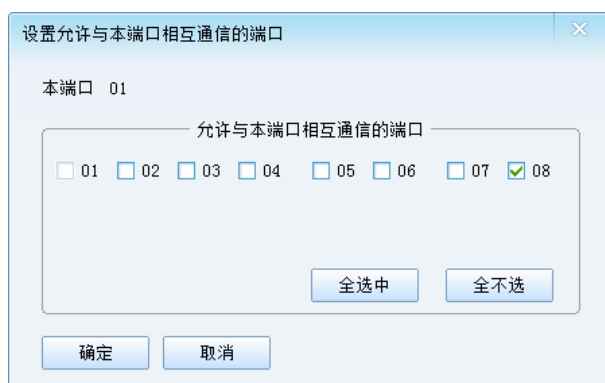 设置允许与本端口相互通信的端口
本端口 01
允许与本端口相互通信的端口
01 02 03 04 05 06 07 08
全选中 全不选
确定 取消